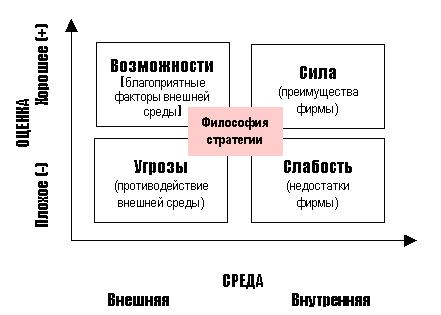 Хорошее (+)
ОЦЕНКА
Плохое (-)
Возможности
[благоприятные
факторы внешней
среды]
Сила
(преимущества
фирмы)
Философия
стратегии
Угрозы
(противодействие
внешней среды)
Слабость
(недостатки
фирмы)
СРЕДА
Внешняя
Внутренняя